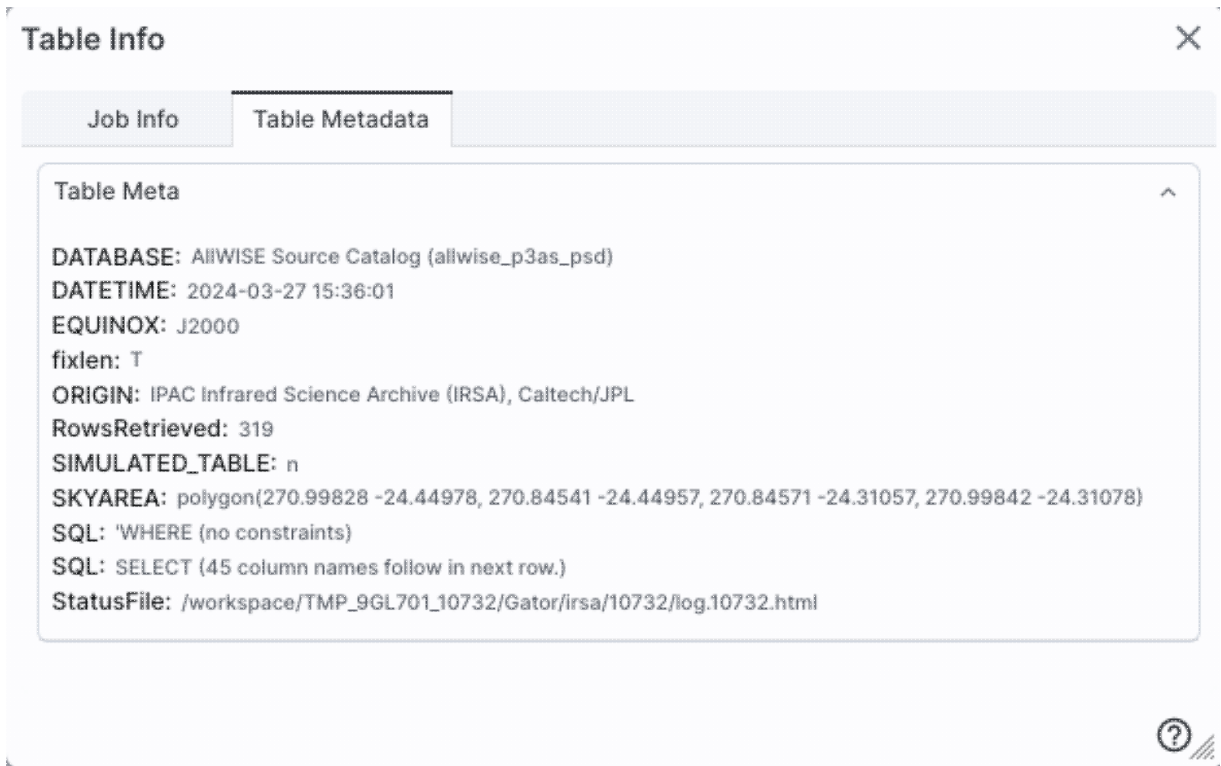 Table Info
Job Info
Table Metadata
Table Meta
DATABASE: AllWISE Source Catalog (allwise_p3as_psd)
DATETIME: 2024-03-27 15:36:01
EQUINOX: J2000
fixlen: T
ORIGIN: IPAC Infrared Science Archive (IRSA), Caltech/JPL
RowsRetrieved: 319
SIMULATED_TABLE: n
SKYAREA: polygon(270.99828 -24.44978, 270.84541 -24.44957, 270.84571 -24.31057, 270.99842 -24.31078)
SQL: 'WHERE (no constraints)
SQL: SELECT (45 column names follow in next row.)
StatusFile: /workspace/TMP_9GL701_10732/Gator/irsa/10732/log.10732.html